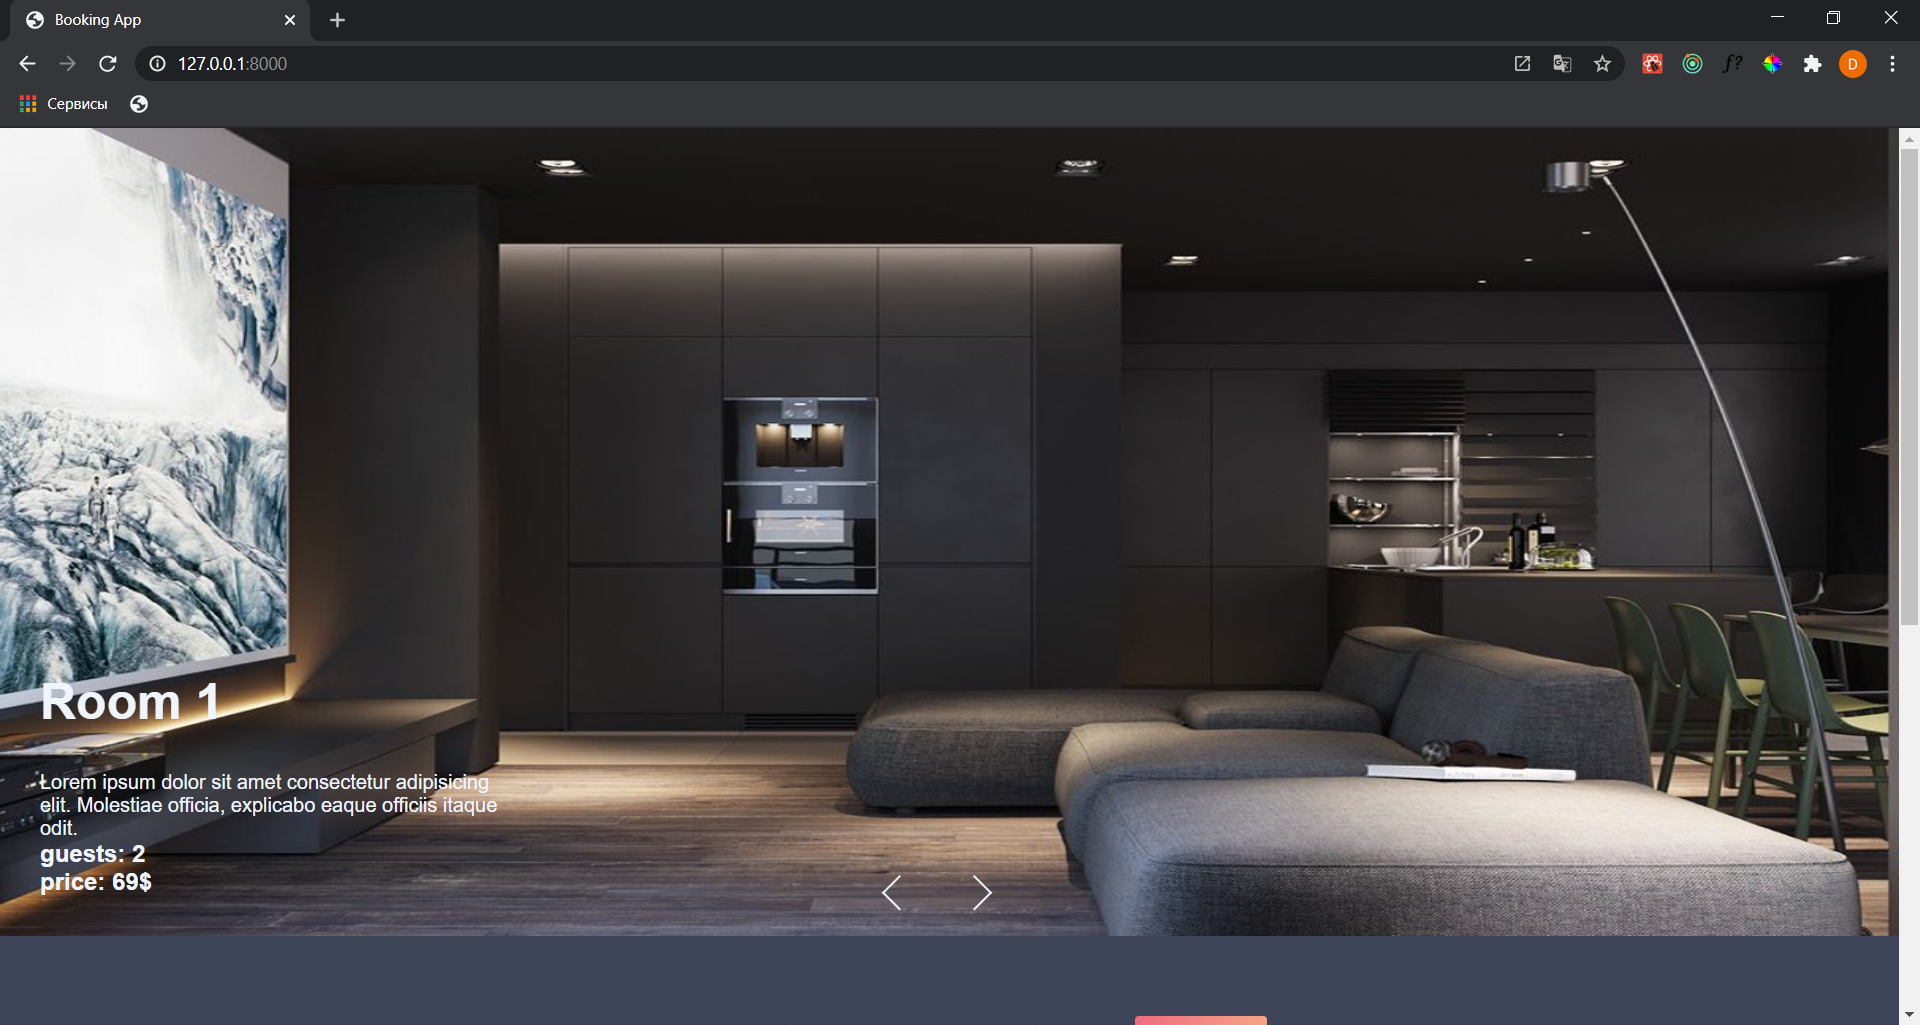 Booking App
127.0.0.1:8000
Сервисы
f?
D
Room 1
Lorem ipsum dolor sit amet consectetur adipisicing
elit. Molestiae officia, explicabo eaque officiis itaque
odit.
guests: 2
price: 69$